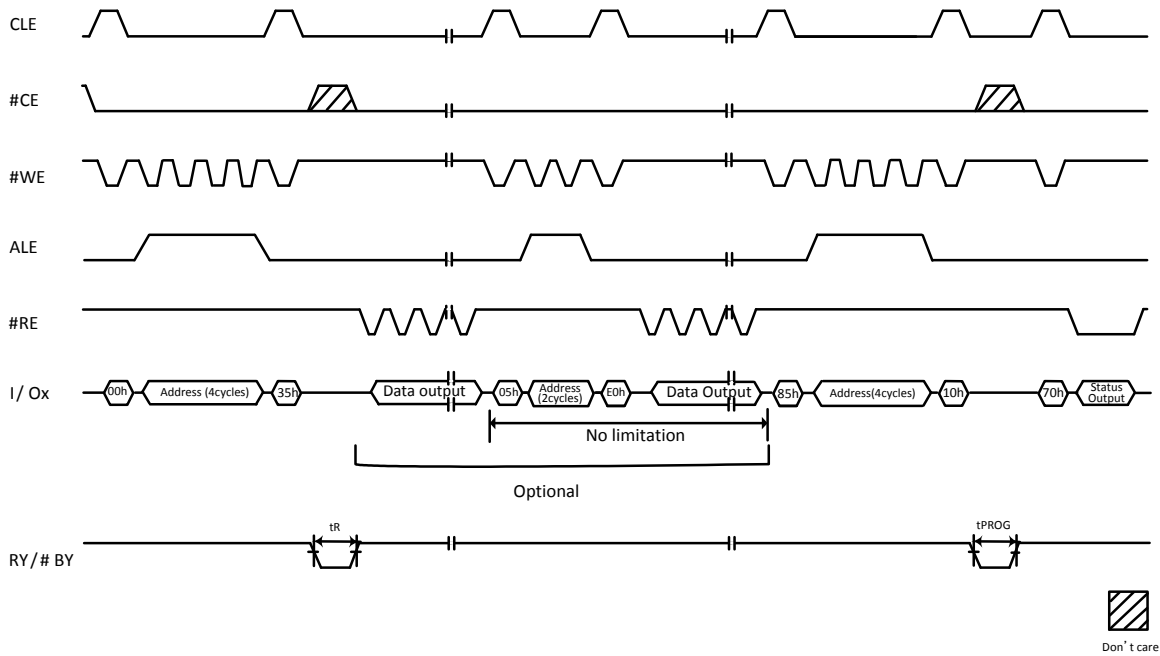 CLE
#CE
#WE
ALE
#RE
I/Ox 00h Address (4cycles) 35h Data output 05h Address (2cycles) E0h Data Output 85h Address(4cycles) 10h 70h Status Output
No limitation
Optional
tR tPROG
RY/# BY
Don't care